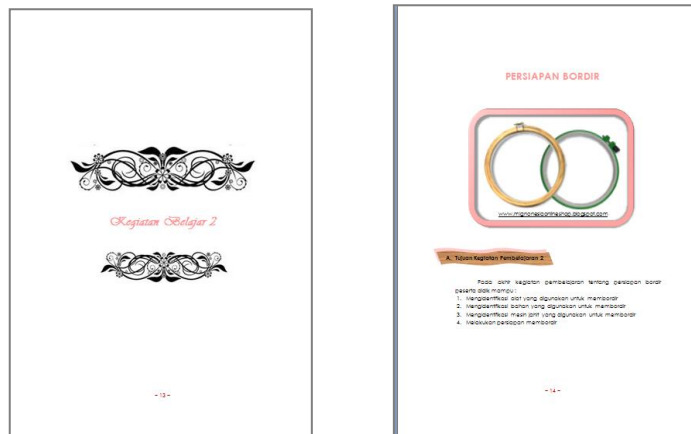 Kegiatan Belajar 2
- 13 -
PERSIAPAN BORDIR
www.mignonesiaonlineshop.blogspot.com
A. Tujuan Kegiatan Pembelajaran 2
Pada akhir kegiatan pembelajaran tentang persiapan bordir
peserta didik mampu :
1. Mengidentifikasi alat yang digunakan untuk membordir
2. Mengidentifikasi bahan yang digunakan untuk membordir
3. Mengidentifikasi mesin jahit yang digunakan untuk membordir
4. Melakukan persiapan membordir
- 14 -